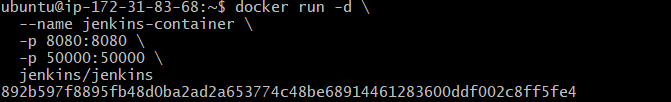 ubuntu@ip-172-31-83-68:~$ docker run -d \
  --name jenkins-container \
  -p 8080:8080 \
  -p 50000:50000 \
  jenkins/jenkins
892b597f8895fb48d0ba2ad2a653774c48be68914461283600ddf002c8ff5fe4